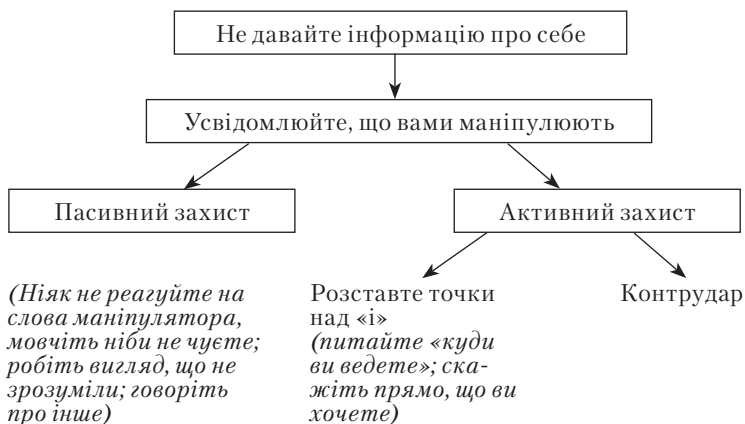 Не давайте інформацію про себе
Усвідомлюйте, що вами маніпулюють
Пасивний захист
Активний захист
(Ніяк не реагуйте на
слова маніпулятора,
мовчіть ніби не чуєте;
робіть вигляд, що не
зрозуміли; говоріть
про інше)
Розставте точки
над «і»
(питайте «куди
ви ведете»; ска-
жіть прямо, що ви
хочете)
Контрудар